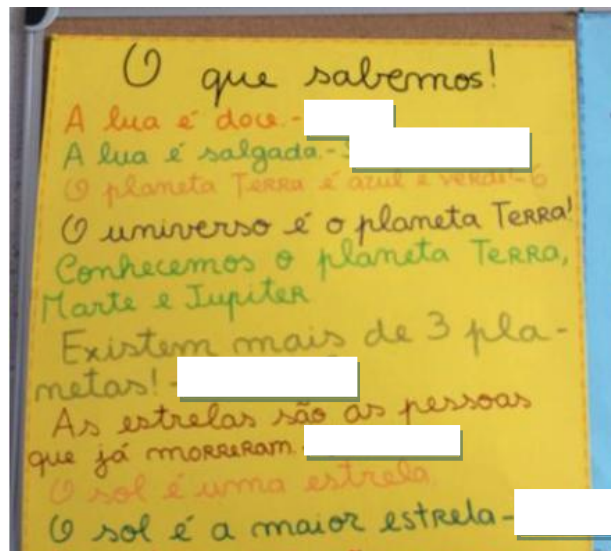 O que sabemos!
A lua é doce.-
A lua é salgada.-
O planeta Terra é azul e verde!-6
O universo é o planeta TERRA!
Conhecemos o planeta TERRA,
Marte e Jupiter
Existem mais de 3 pla-
netas!-
As estrelas são as pessoas
que já morreram.
O sol é uma estrela
O sol é a maior estrela-